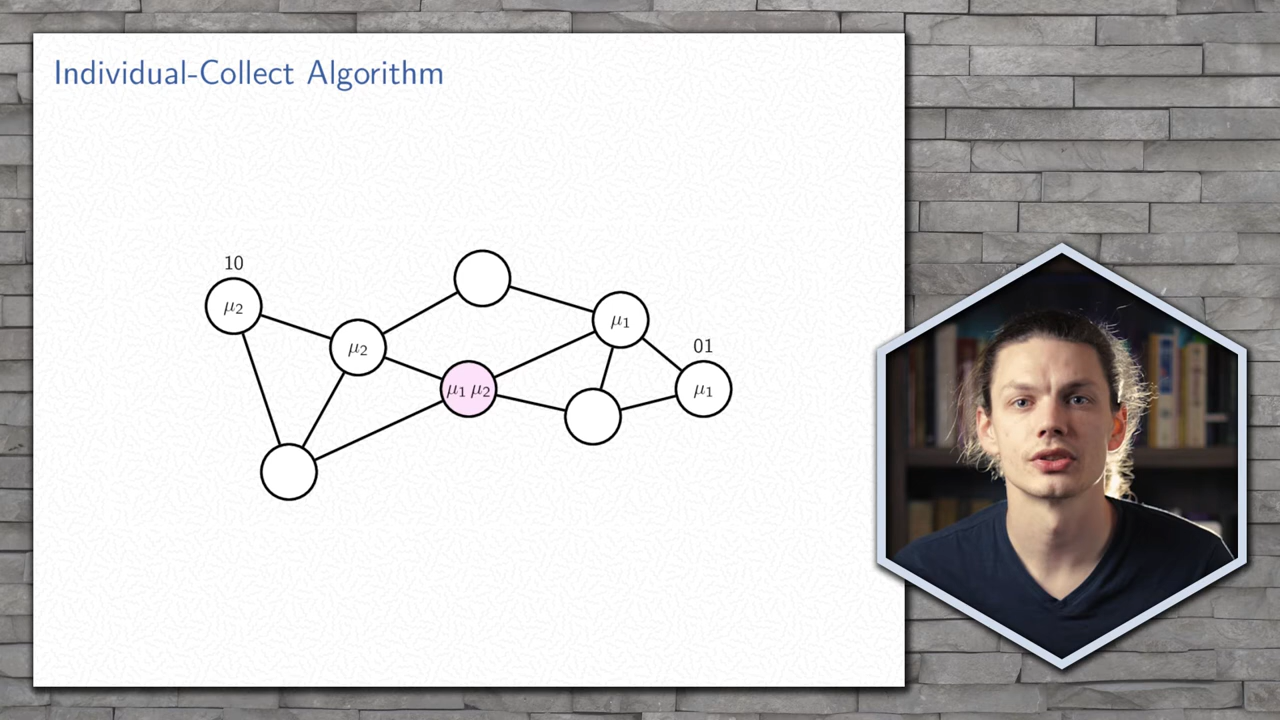 Individual-Collect Algorithm
10
μ₂
μ₂
μ₁ μ₂
μ₁
01
μ₁